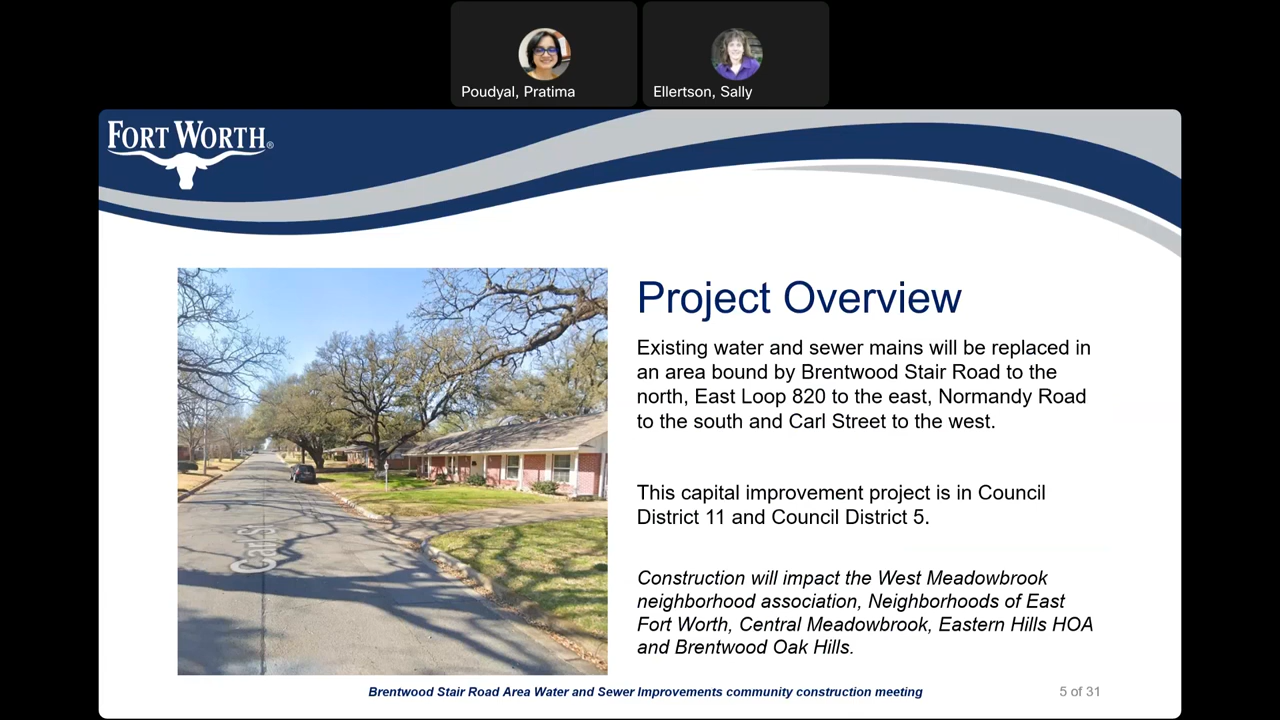 Poudyal, Pratima
Ellertson, Sally
FORT WORTH®
Project Overview
Existing water and sewer mains will be replaced in
an area bound by Brentwood Stair Road to the
north, East Loop 820 to the east, Normandy Road
to the south and Carl Street to the west.
This capital improvement project is in Council
District 11 and Council District 5.
Construction will impact the West Meadowbrook
neighborhood association, Neighborhoods of East
Fort Worth, Central Meadowbrook, Eastern Hills HOA
and Brentwood Oak Hills.
Carl St
Brentwood Stair Road Area Water and Sewer Improvements community construction meeting
5 of 31